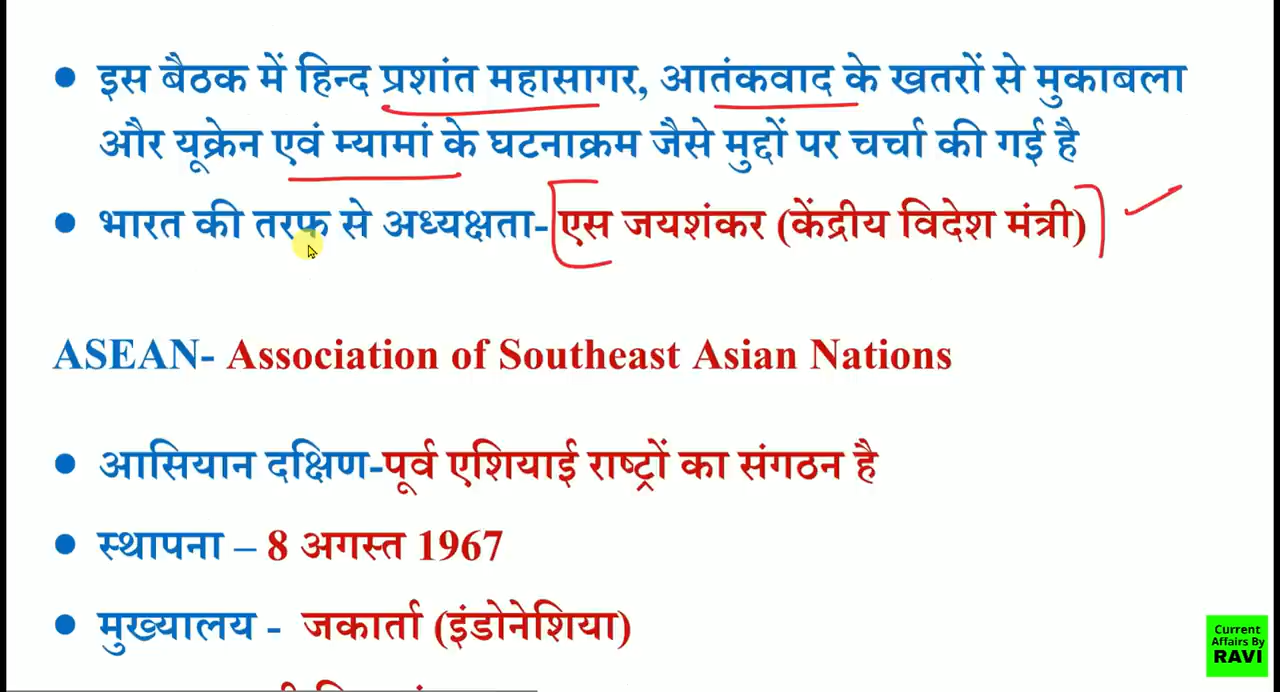 इस बैठक में हिन्द प्रशांत महासागर, आतंकवाद के खतरों से मुकाबला
और यूक्रेन एवं म्यामां के घटनाक्रम जैसे मुद्दों पर चर्चा की गई है
भारत की तरफ से अध्यक्षता- एस जयशंकर (केंद्रीय विदेश मंत्री)
ASEAN- Association of Southeast Asian Nations
आसियान दक्षिण-पूर्व एशियाई राष्ट्रों का संगठन है
स्थापना – 8 अगस्त 1967
मुख्यालय - जकार्ता (इंडोनेशिया)
Current
Affairs By
RAVI